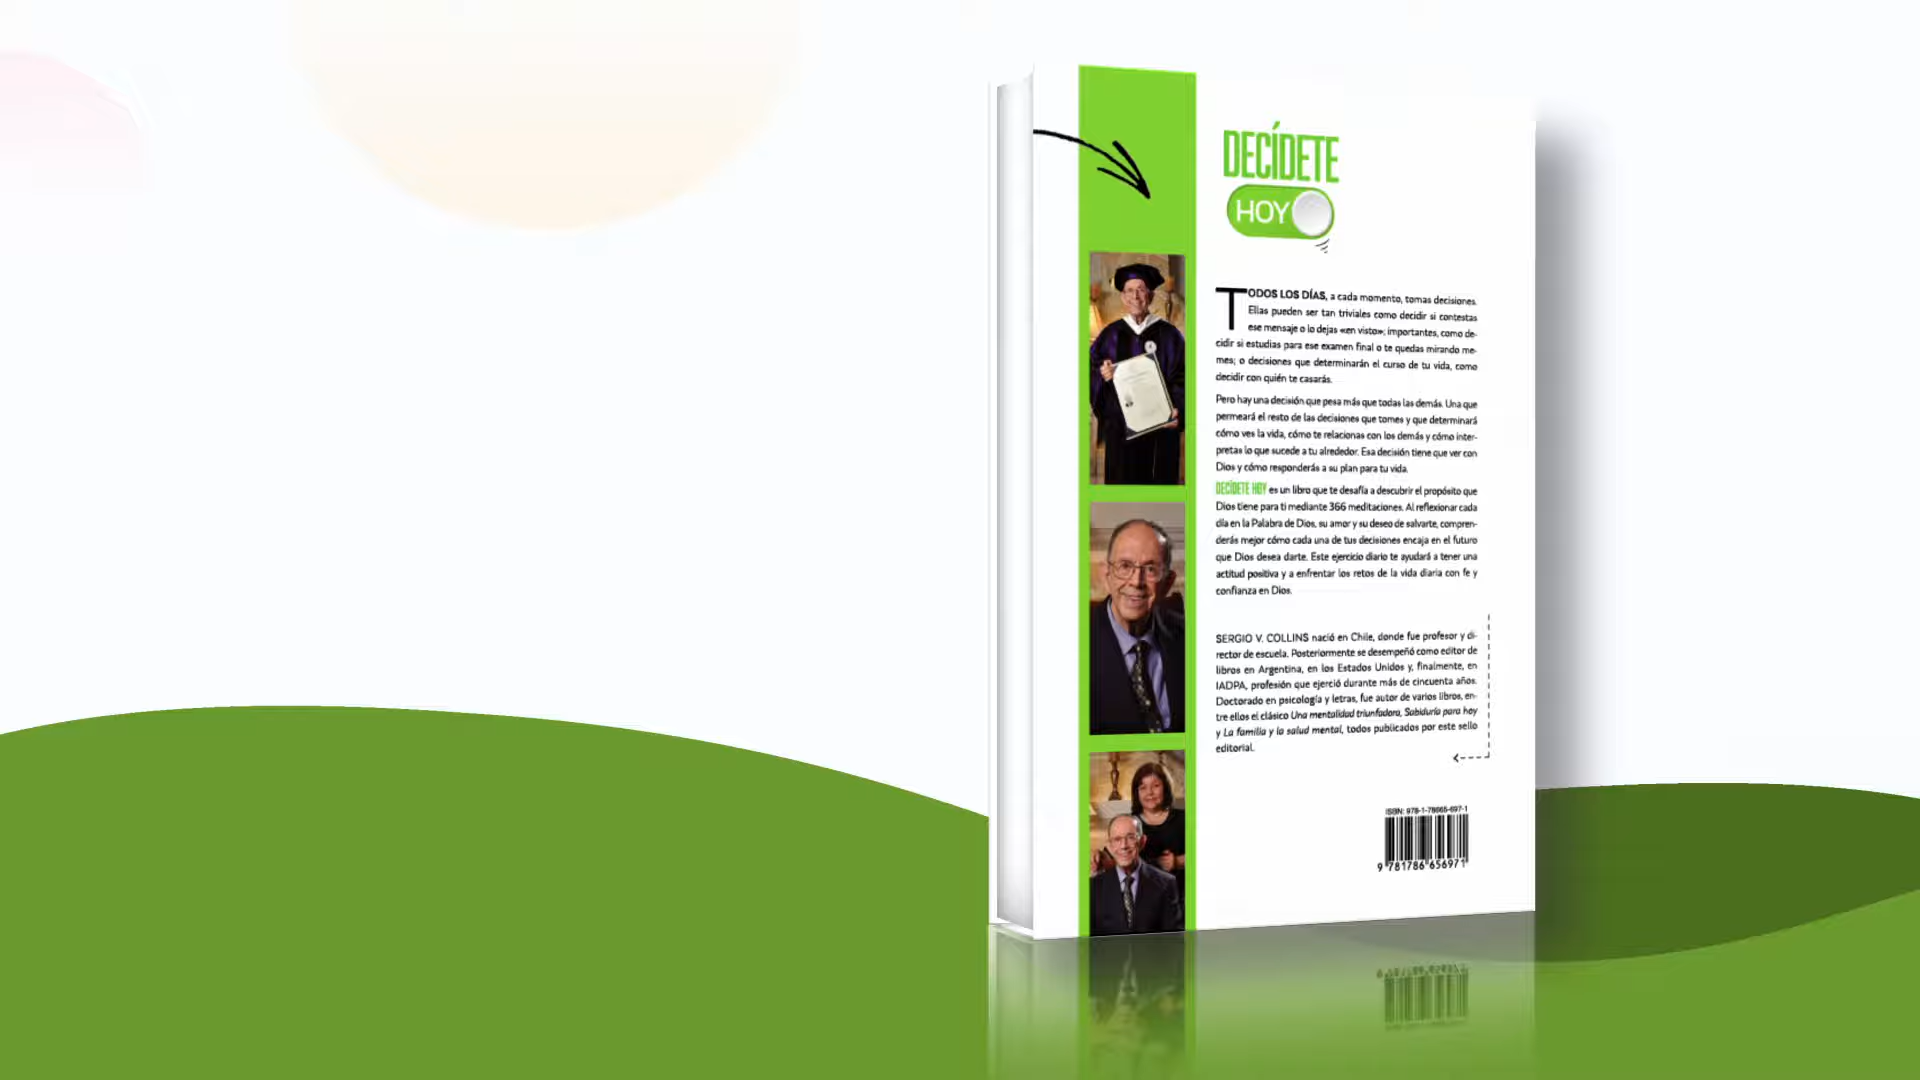 DECÍDETE
HOY
TODOS LOS DÍAS, a cada momento, tomas decisiones.
Ellas pueden ser tan triviales como decidir si contestas
ese mensaje o lo dejas «en visto»; importantes, como de-
cidir si estudias para ese examen final o te quedas mirando me-
mes; o decisiones que determinarán el curso de tu vida, como
decidir con quién te casarás.
Pero hay una decisión que pesa más que todas las demás. Una que
permeará el resto de las decisiones que tomes y que determinará
cómo ves la vida, cómo te relacionas con los demás y cómo inter-
pretas lo que sucede a tu alrededor. Esa decisión tiene que ver con
Dios y cómo responderás a su plan para tu vida.
DECÍDETE HOY es un libro que te desafía a descubrir el propósito que
Dios tiene para ti mediante 366 meditaciones. Al reflexionar cada
día en la Palabra de Dios, su amor y su deseo de salvarte, compren-
derás mejor cómo cada una de tus decisiones encaja en el futuro
que Dios desea darte. Este ejercicio diario te ayudará a tener una
actitud positiva y a enfrentar los retos de la vida diaria con fe y
confianza en Dios.
SERGIO V. COLLINS nació en Chile, donde fue profesor y di-
rector de escuela. Posteriormente se desempeñó como editor de
libros en Argentina, en los Estados Unidos y, finalmente, en
IADPA, profesión que ejerció durante más de cincuenta años.
Doctorado en psicología y letras, fue autor de varios libros, en-
tre ellos el clásico Una mentalidad triunfadora, Sabiduría para hoy
y La familia y la salud mental, todos publicados por este sello
editorial.
ISBN: 978-1-78665-697-1
9 781786 656971